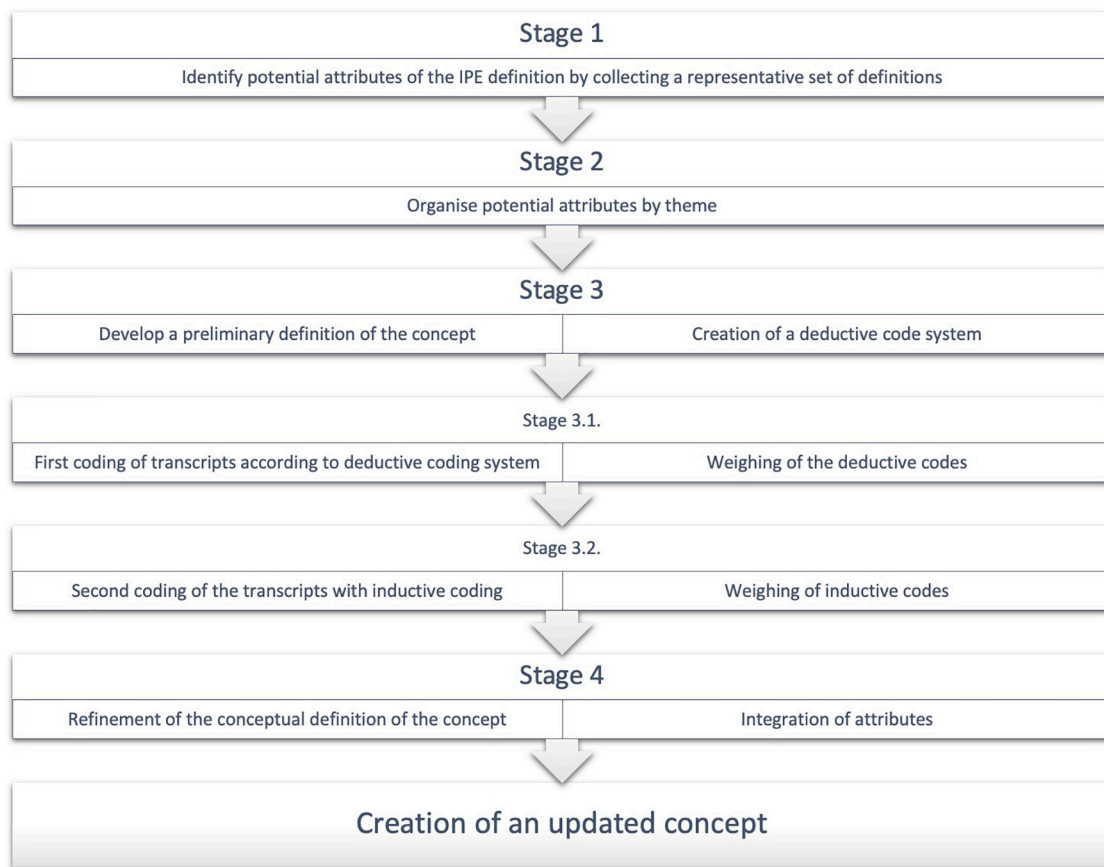 Stage 1
Identify potential attributes of the IPE definition by collecting a representative set of definitions
Stage 2
Organise potential attributes by theme
Stage 3
Develop a preliminary definition of the concept
Creation of a deductive code system
Stage 3.1.
First coding of transcripts according to deductive coding system
Weighing of the deductive codes
Stage 3.2.
Second coding of the transcripts with inductive coding
Weighing of inductive codes
Stage 4
Refinement of the conceptual definition of the concept
Integration of attributes
Creation of an updated concept